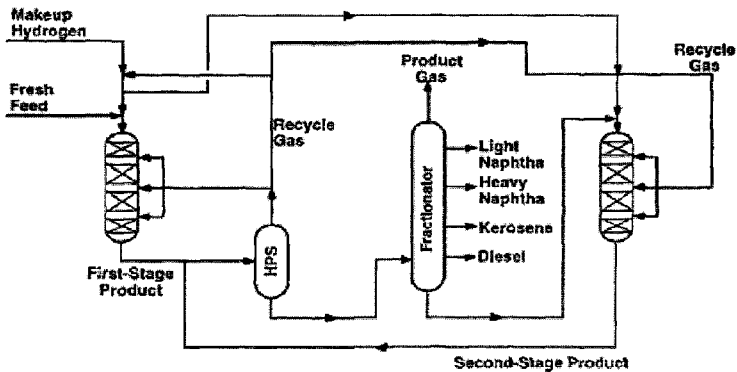 Makeup
Hydrogen
Fresh
Feed
Recycle
Gas
Product
Gas
Recycle
Gas
Light
Naphtha
Heavy
Naphtha
Kerosene
Diesel
Fractionator
HPS
First-Stage
Product
Second-Stage Product